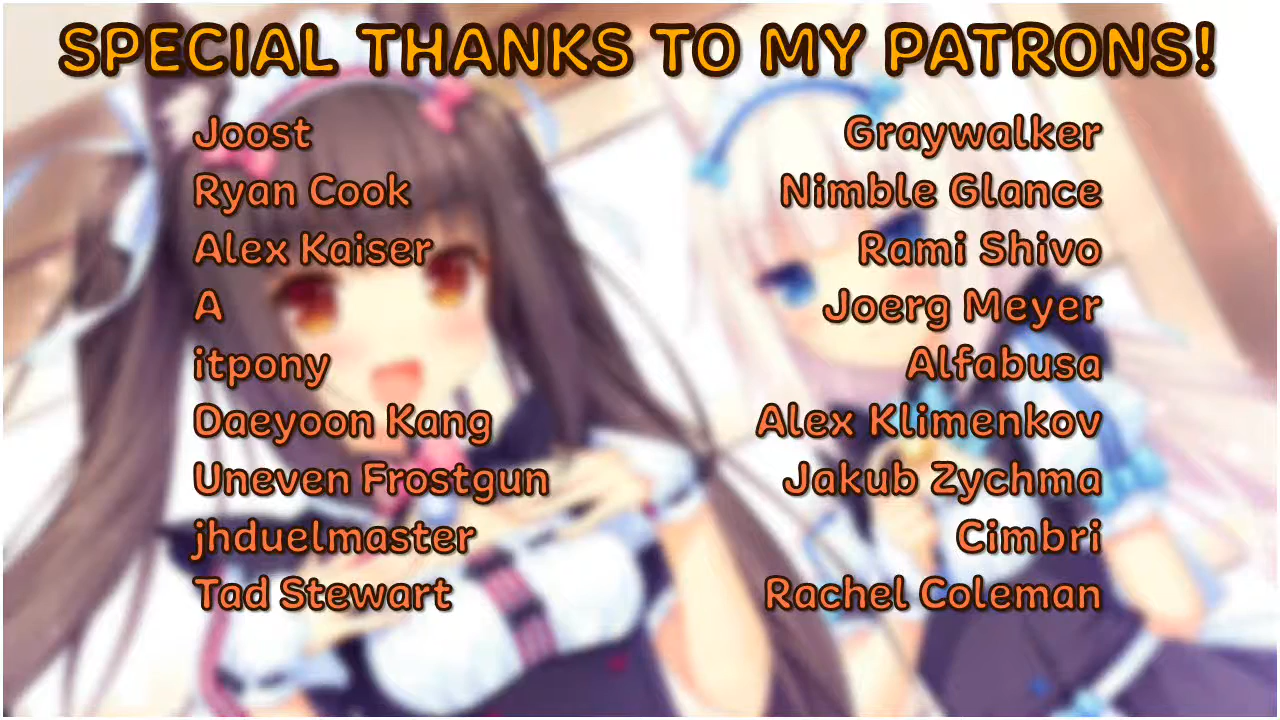 SPECIAL THANKS TO MY PATRONS!
Joost
Ryan Cook
Alex Kaiser
A
itpony
Daeyoon Kang
Uneven Frostgun
jhduelmaster
Tad Stewart
Graywalker
Nimble Glance
Rami Shivo
Joerg Meyer
Alfabusa
Alex Klimenkov
Jakub Zychma
Cimbri
Rachel Coleman